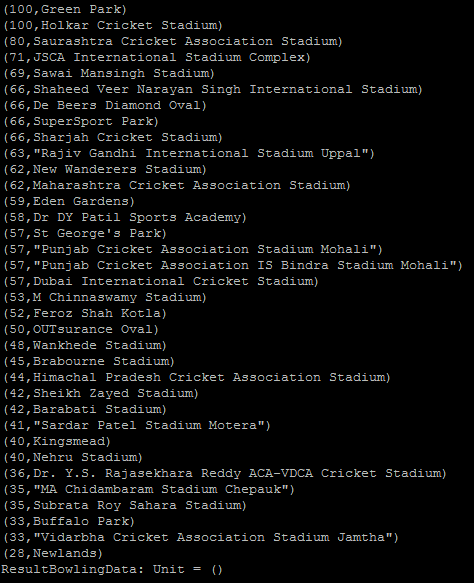 (100,Green Park)
(100,Holkar Cricket Stadium)
(80,Saurashtra Cricket Association Stadium)
(71,JSCA International Stadium Complex)
(69,Sawai Mansingh Stadium)
(66,Shaheed Veer Narayan Singh International Stadium)
(66,De Beers Diamond Oval)
(66,SuperSport Park)
(66,Sharjah Cricket Stadium)
(63,"Rajiv Gandhi International Stadium Uppal")
(62,New Wanderers Stadium)
(62,Maharashtra Cricket Association Stadium)
(59,Eden Gardens)
(58,Dr DY Patil Sports Academy)
(57,St George's Park)
(57,"Punjab Cricket Association Stadium Mohali")
(57,"Punjab Cricket Association IS Bindra Stadium Mohali")
(57,Dubai International Cricket Stadium)
(53,M Chinnaswamy Stadium)
(52,Feroz Shah Kotla)
(50,OUTsurance Oval)
(48,Wankhede Stadium)
(45,Brabourne Stadium)
(44,Himachal Pradesh Cricket Association Stadium)
(42,Sheikh Zayed Stadium)
(42,Barabati Stadium)
(41,"Sardar Patel Stadium Motera")
(40,Kingsmead)
(40,Nehru Stadium)
(36,Dr. Y.S. Rajasekhara Reddy ACA-VDCA Cricket Stadium)
(35,"MA Chidambaram Stadium Chepauk")
(35,Subrata Roy Sahara Stadium)
(33,Buffalo Park)
(33,"Vidarbha Cricket Association Stadium Jamtha")
(28,Newlands)
ResultBowlingData: Unit = ()